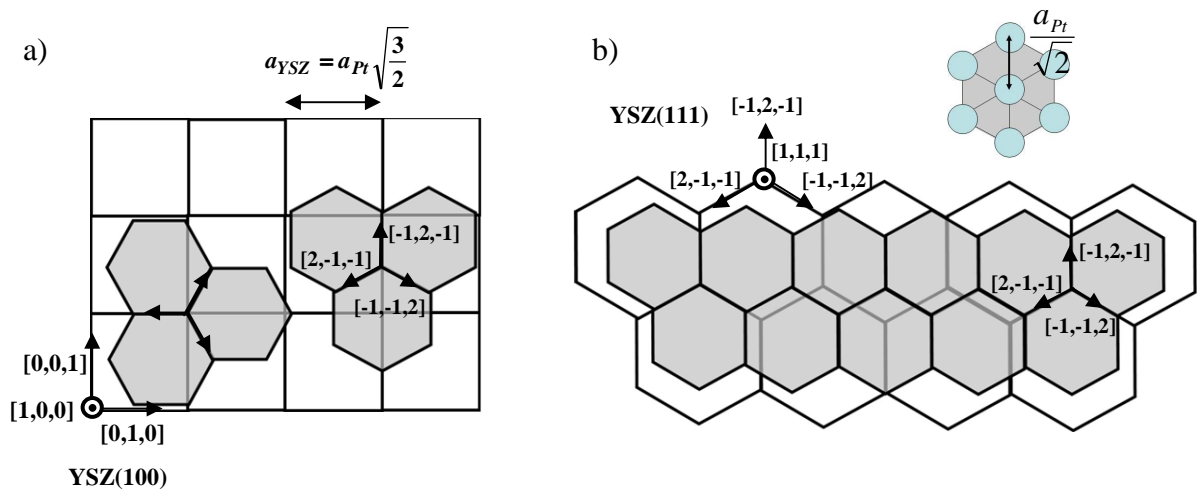 a)
a_YSZ = a_Pt √(3/2)
[-1,2,-1]
[2,-1,-1]
[-1,-1,2]
[0,0,1]
[1,0,0]
[0,1,0]
YSZ(100)
b)
a_Pt
√2
[-1,2,-1]
YSZ(111)
[1,1,1]
[2,-1,-1]
[-1,-1,2]
[-1,2,-1]
[2,-1,-1]
[-1,-1,2]